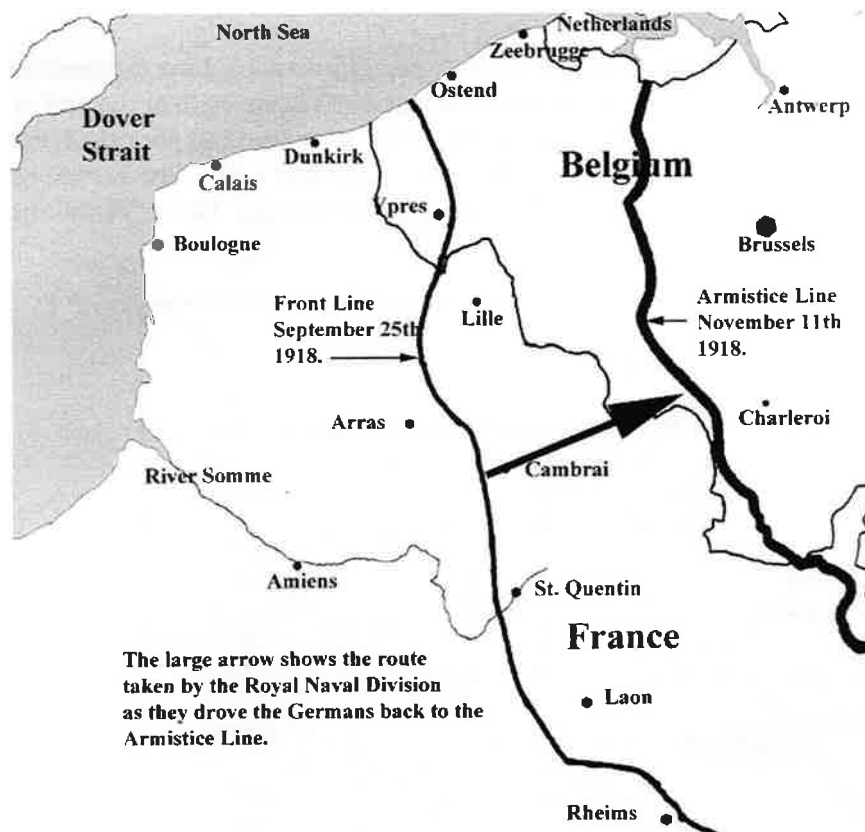 North Sea
Netherlands
Zeebrugge
Ostend
Antwerp
Dover
Strait
Dunkirk
Belgium
Calais
Ypres
Boulogne
Brussels
Front Line
September 25th
1918.
Lille
Armistice Line
November 11th
1918.
Arras
Charleroi
River Somme
Cambrai
Amiens
St. Quentin
France
The large arrow shows the route
taken by the Royal Naval Division
as they drove the Germans back to the
Armistice Line.
Laon
Rheims